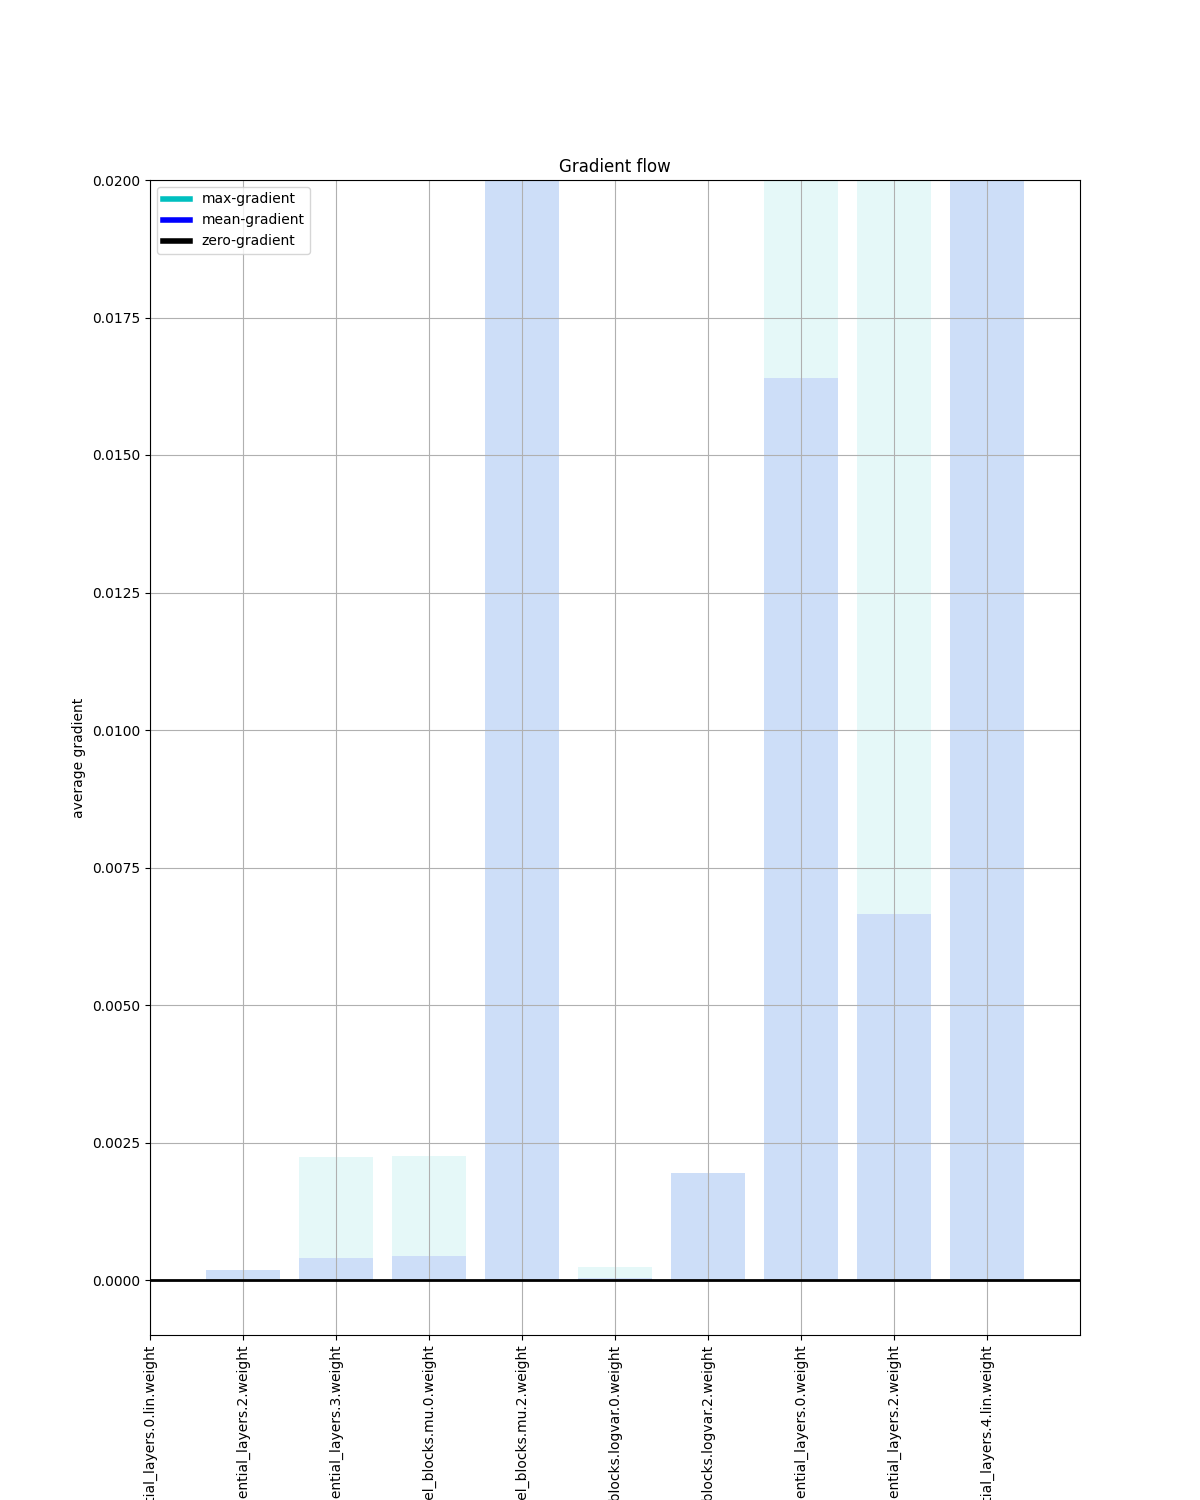 Gradient flow
max-gradient
mean-gradient
zero-gradient
0.0200
0.0175
0.0150
0.0125
0.0100
0.0075
0.0050
0.0025
0.0000
average gradient
tial_layers.0.lin.weight
ential_layers.2.weight
ential_layers.3.weight
el_blocks.mu.0.weight
el_blocks.mu.2.weight
blocks.logvar.0.weight
blocks.logvar.2.weight
ential_layers.0.weight
ential_layers.2.weight
tial_layers.4.lin.weight